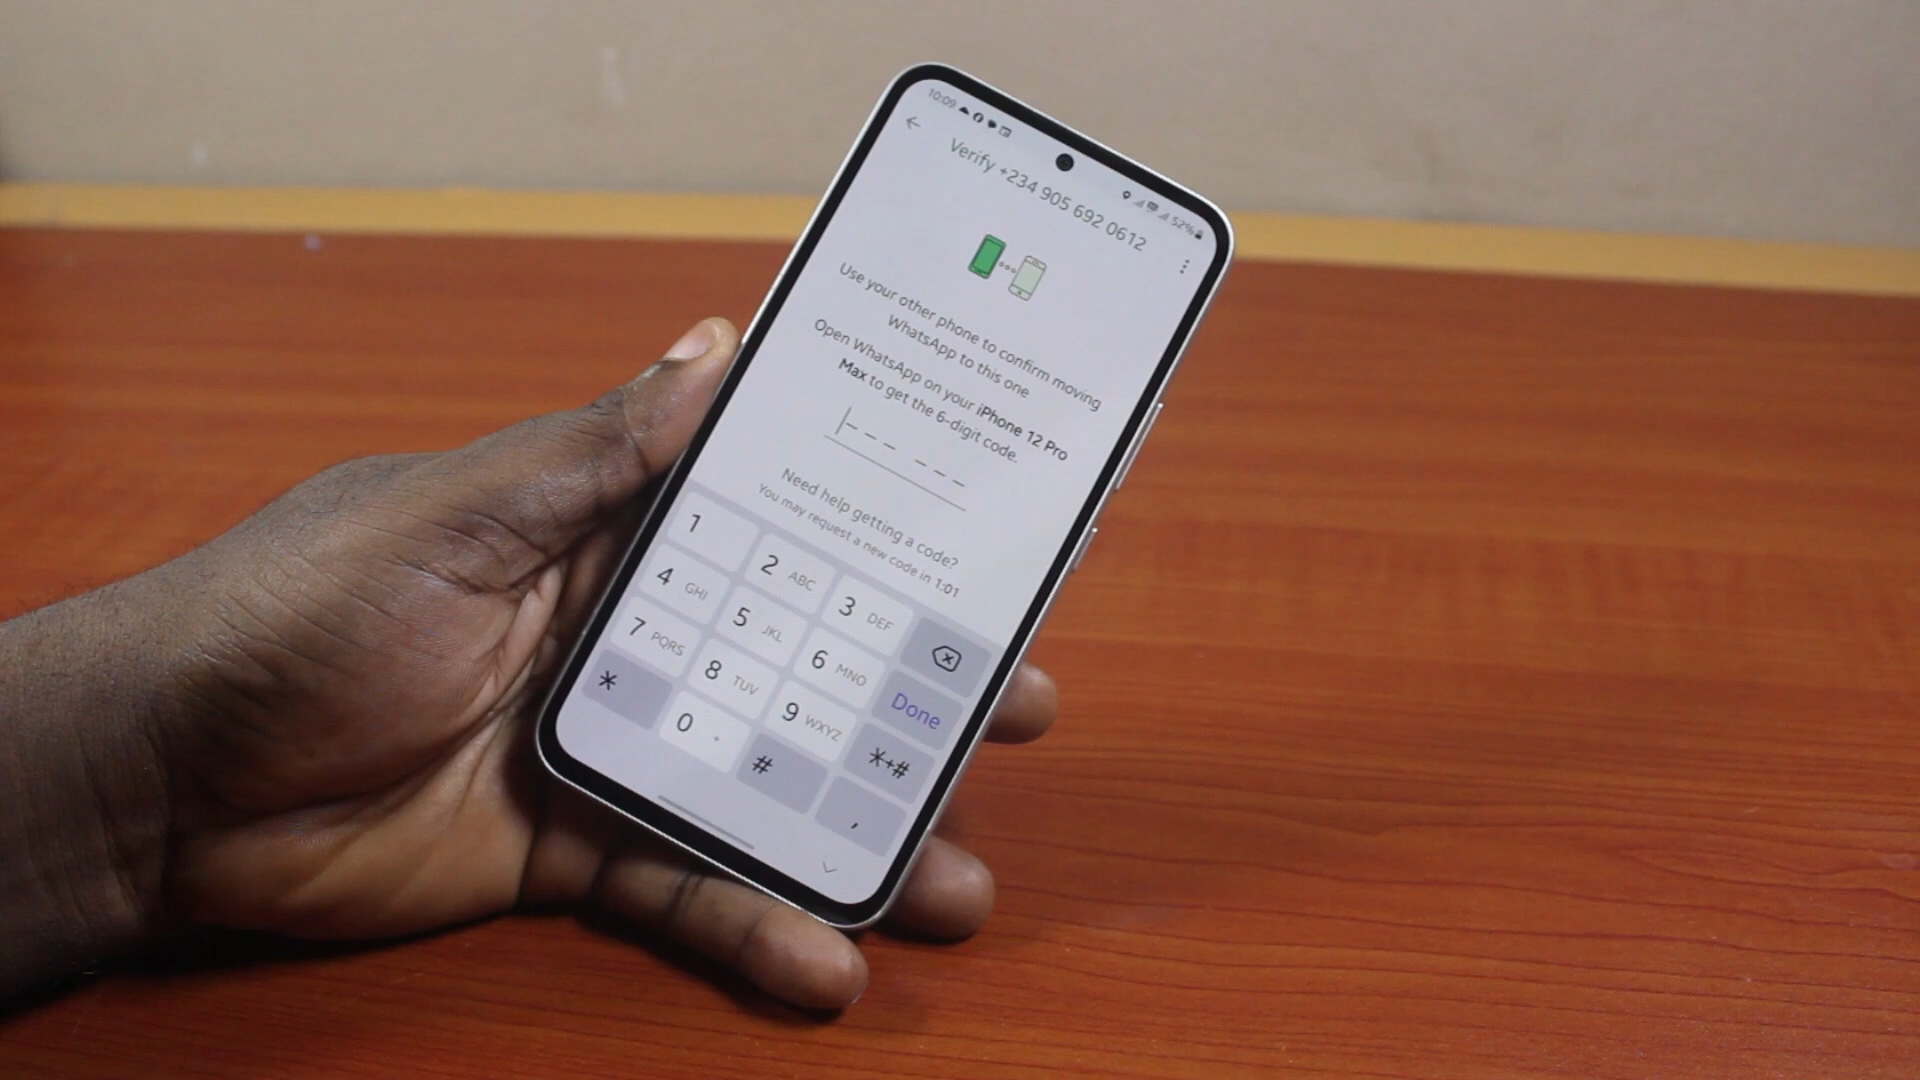 10:09
52%
Verify +234 905 692 0612
Use your other phone to confirm moving
WhatsApp to this one
Open WhatsApp on your iPhone 12 Pro
Max to get the 6-digit code.
Need help getting a code?
You may request a new code in 1:01
1
2 ABC
3 DEF
4 GHI
5 JKL
6 MNO
Done
7 PQRS
8 TUV
9 WXYZ
*+#
*
0 +
#
,